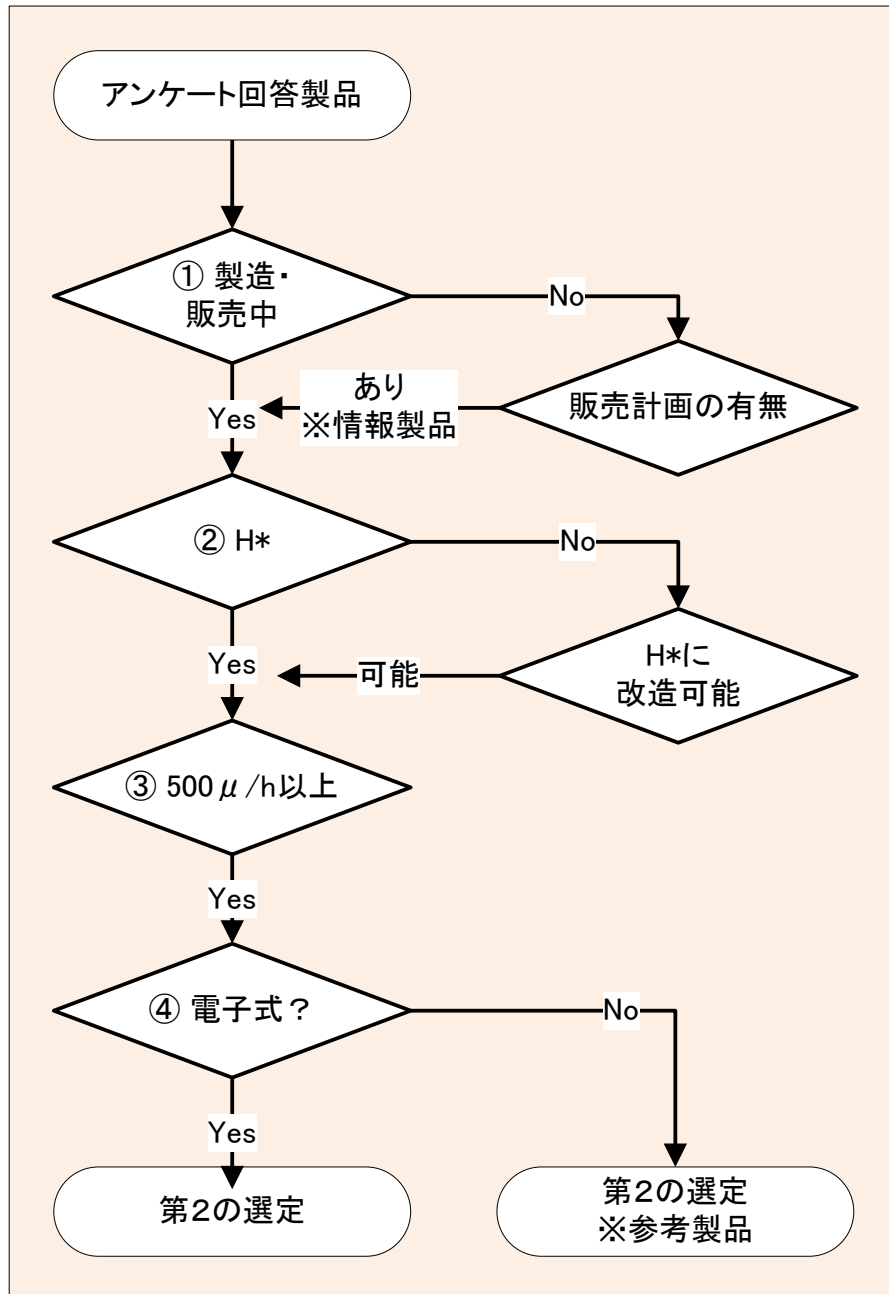 アンケート回答製品
① 製造・
販売中
No
販売計画の有無
あり
※情報製品
Yes
② H*
No
H*に
改造可能
可能
Yes
③ 500μ/h以上
Yes
④ 電子式？
No
Yes
第２の選定
第２の選定
※参考製品